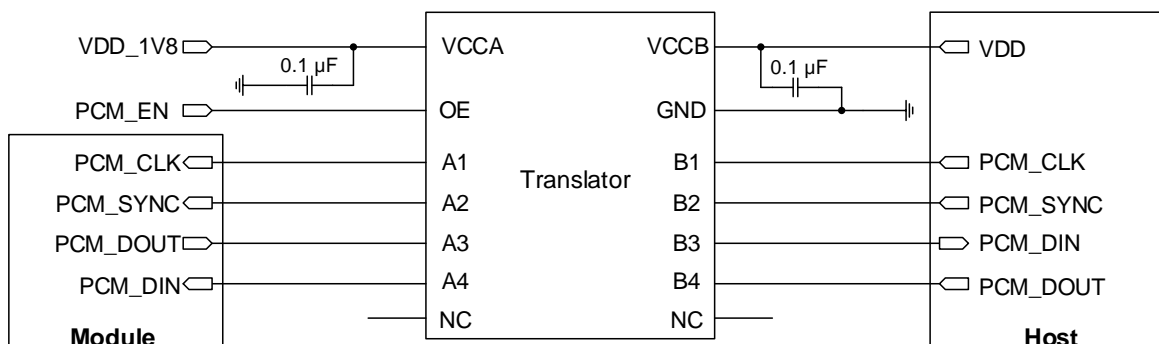 VDD_1V8
VCCA
VCCB
VDD
0.1 µF
0.1 µF
PCM_EN
OE
GND
PCM_CLK
A1
B1
PCM_CLK
Translator
PCM_SYNC
A2
B2
PCM_SYNC
PCM_DOUT
A3
B3
PCM_DIN
PCM_DIN
A4
B4
PCM_DOUT
NC
NC
Module
Host